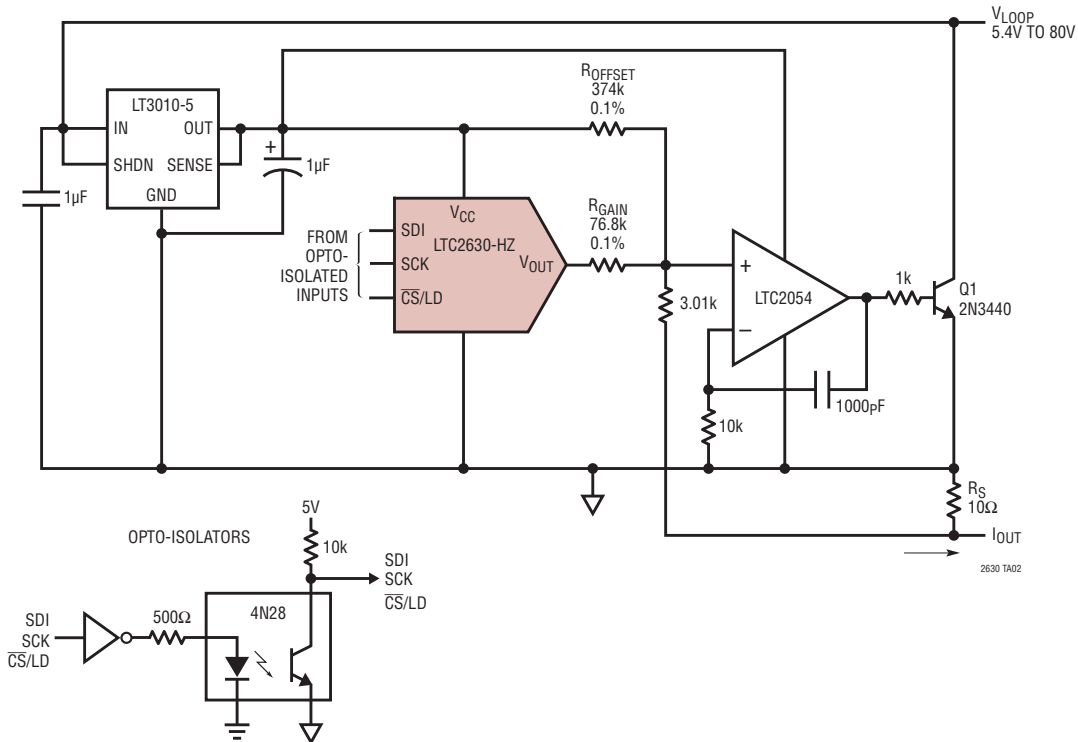 VLOOP
5.4V TO 80V
LT3010-5
IN
OUT
SHDN
SENSE
GND
1µF
+
1µF
ROFFSET
374k
0.1%
FROM
OPTO-
ISOLATED
INPUTS
SDI
SCK
CS/LD
VCC
LTC2630-HZ
VOUT
RGAIN
76.8k
0.1%
3.01k
+
–
LTC2054
1k
Q1
2N3440
1000pF
10k
RS
10Ω
IOUT
2630 TA02
OPTO-ISOLATORS
5V
10k
SDI
SCK
CS/LD
4N28
500Ω
SDI
SCK
CS/LD